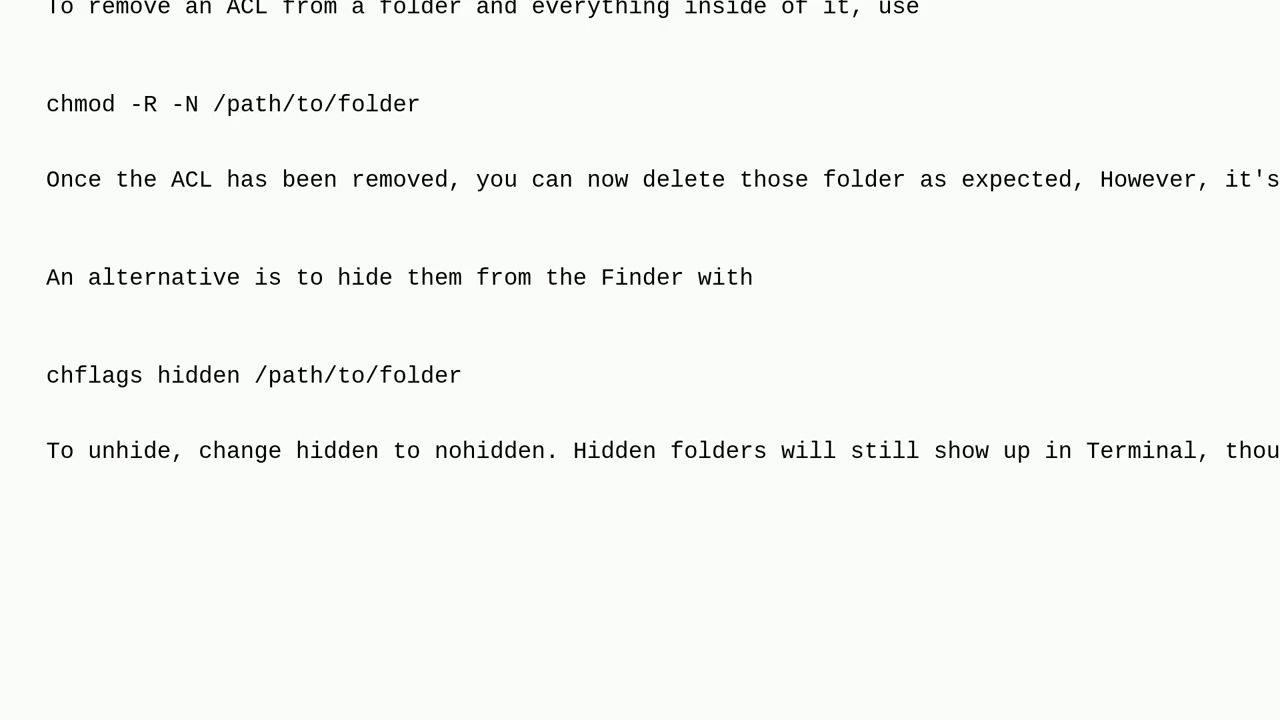 To remove an ACL from a folder and everything inside of it, use
chmod -R -N /path/to/folder
Once the ACL has been removed, you can now delete those folder as expected, However, it's
An alternative is to hide them from the Finder with
chflags hidden /path/to/folder
To unhide, change hidden to nohidden. Hidden folders will still show up in Terminal,